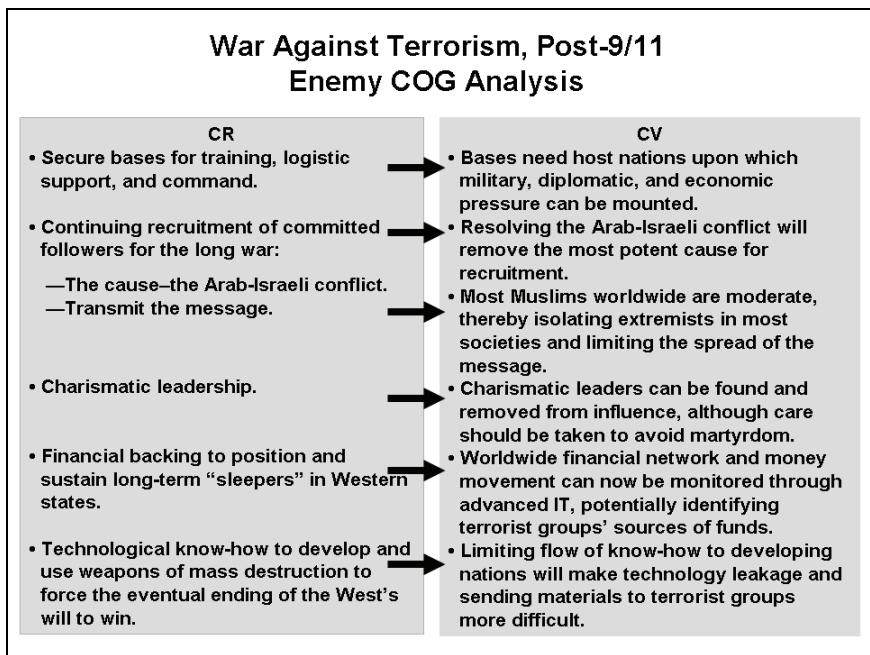 War Against Terrorism, Post-9/11
Enemy COG Analysis
CR
• Secure bases for training, logistic
support, and command.
• Continuing recruitment of committed
followers for the long war:
—The cause–the Arab-Israeli conflict.
—Transmit the message.
• Charismatic leadership.
• Financial backing to position and
sustain long-term “sleepers” in Western
states.
• Technological know-how to develop and
use weapons of mass destruction to
force the eventual ending of the West’s
will to win.
CV
• Bases need host nations upon which
military, diplomatic, and economic
pressure can be mounted.
• Resolving the Arab-Israeli conflict will
remove the most potent cause for
recruitment.
• Most Muslims worldwide are moderate,
thereby isolating extremists in most
societies and limiting the spread of the
message.
• Charismatic leaders can be found and
removed from influence, although care
should be taken to avoid martyrdom.
• Worldwide financial network and money
movement can now be monitored through
advanced IT, potentially identifying
terrorist groups’ sources of funds.
• Limiting flow of know-how to developing
nations will make technology leakage and
sending materials to terrorist groups
more difficult.